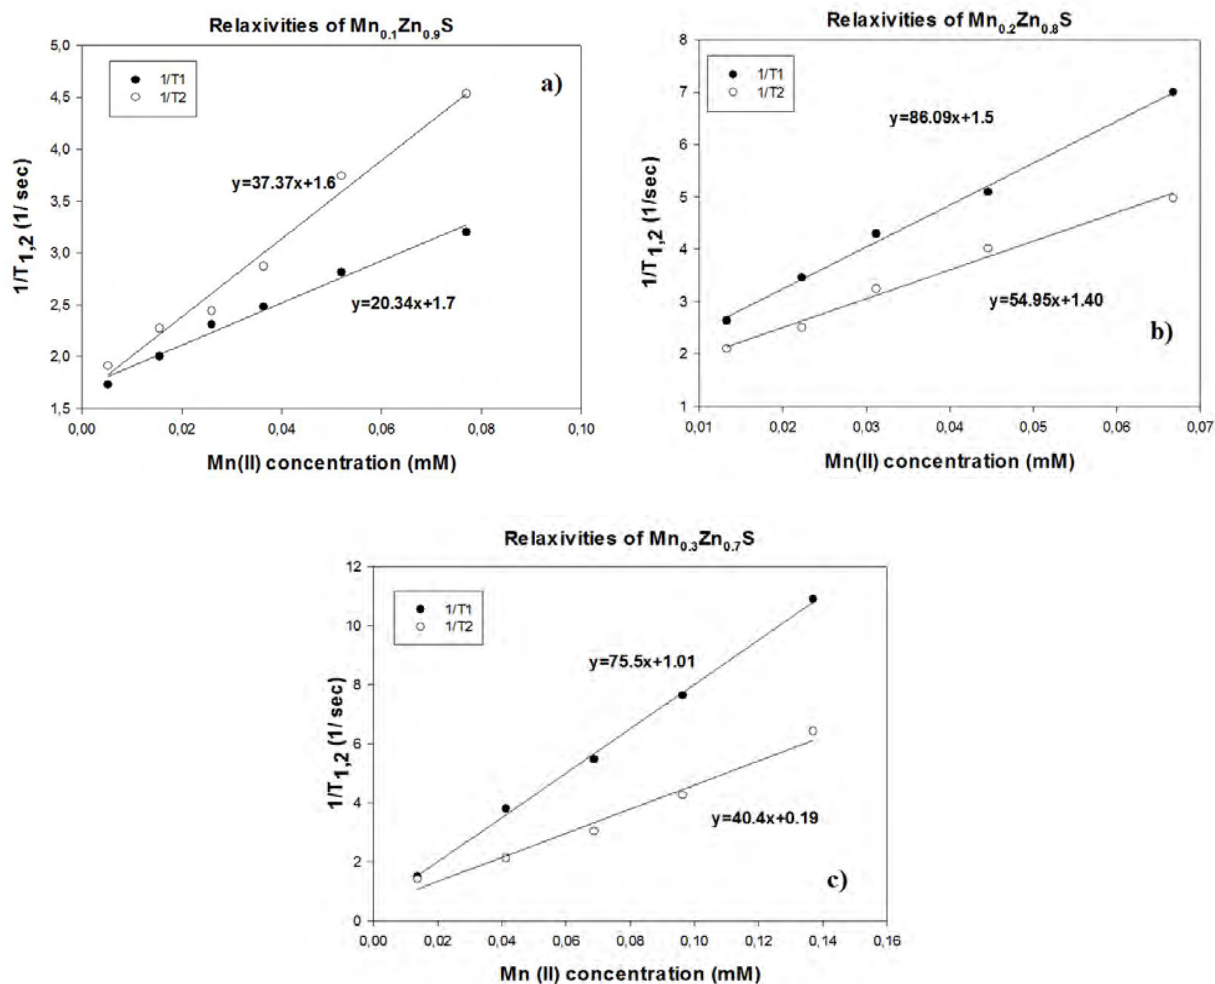 Relaxivities of Mn0.1Zn0.9S
5,0
4,5
4,0
3,5
3,0
2,5
2,0
1,5
1/T1,2 (1/ sec)
1/T1
1/T2
a)
y=37.37x+1.6
y=20.34x+1.7
0,00 0,02 0,04 0,06 0,08 0,10
Mn(II) concentration (mM)
Relaxivities of Mn0.2Zn0.8S
8
7
6
5
4
3
2
1
1/T1,2 (1/sec)
1/T1
1/T2
y=86.09x+1.5
y=54.95x+1.40
b)
0,01 0,02 0,03 0,04 0,05 0,06 0,07
Mn(II) concentration (mM)
Relaxivities of Mn0.3Zn0.7S
12
10
8
6
4
2
0
1/T1,2 (1/ sec)
1/T1
1/T2
y=75.5x+1.01
y=40.4x+0.19
c)
0,00 0,02 0,04 0,06 0,08 0,10 0,12 0,14 0,16
Mn (II) concentration (mM)